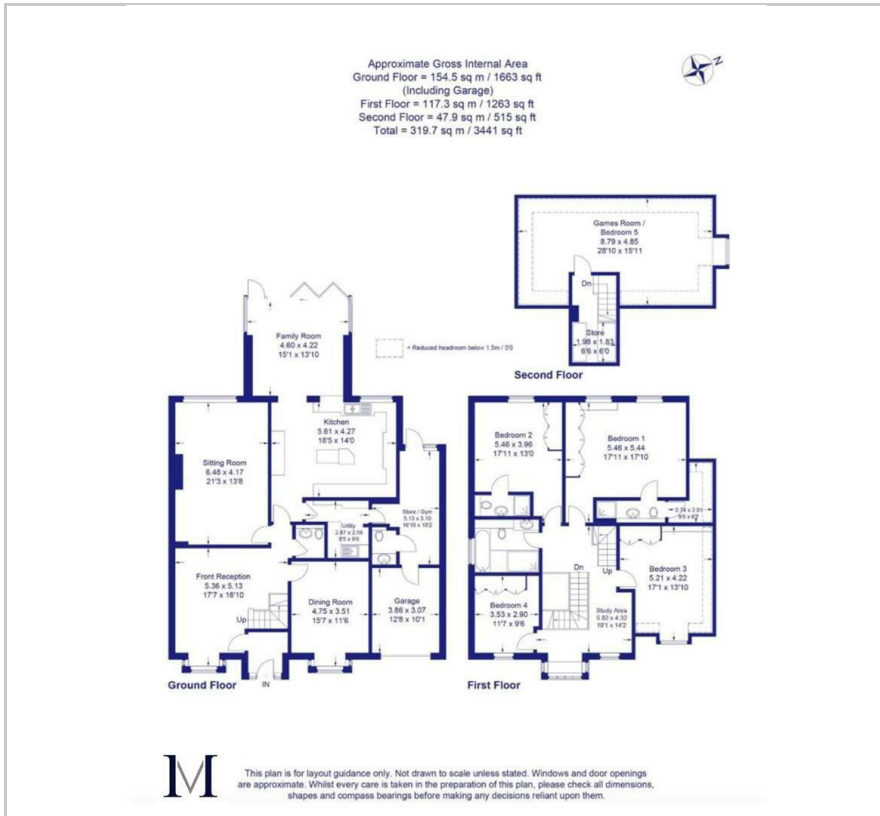 Approximate Gross Internal Area
Ground Floor = 154.5 sq m / 1663 sq ft
(Including Garage)
First Floor = 117.3 sq m / 1263 sq ft
Second Floor = 47.9 sq m / 515 sq ft
Total = 319.7 sq m / 3441 sq ft
N
Games Room /
Bedroom 5
8.79 x 4.85
28'10 x 15'11
Dn
Store
1.98 x 1.83
6'6 x 6'0
Second Floor
Family Room
4.60 x 4.22
15'1 x 13'10
= Reduced headroom below 1.5m / 5'0
Kitchen
5.61 x 4.27
18'5 x 14'0
Sitting Room
6.48 x 4.17
21'3 x 13'8
Store / Gym
5.13 x 3.10
16'10 x 10'2
Utility
2.87 x 2.59
Front Reception
5.36 x 5.13
17'7 x 16'10
Up
Dining Room
4.75 x 3.51
15'7 x 11'6
Garage
3.86 x 3.07
12'8 x 10'1
IN
Ground Floor
Bedroom 2
5.46 x 3.96
17'11 x 13'0
Bedroom 1
5.46 x 5.44
17'11 x 17'10
Bedroom 3
5.21 x 4.22
17'1 x 13'10
Dn
Up
Bedroom 4
3.53 x 2.90
11'7 x 9'6
Study Area
5.82 x 4.32
19'1 x 14'2
First Floor
M
This plan is for layout guidance only. Not drawn to scale unless stated. Windows and door openings
are approximate. Whilst every care is taken in the preparation of this plan, please check all dimensions,
shapes and compass bearings before making any decisions reliant upon them.